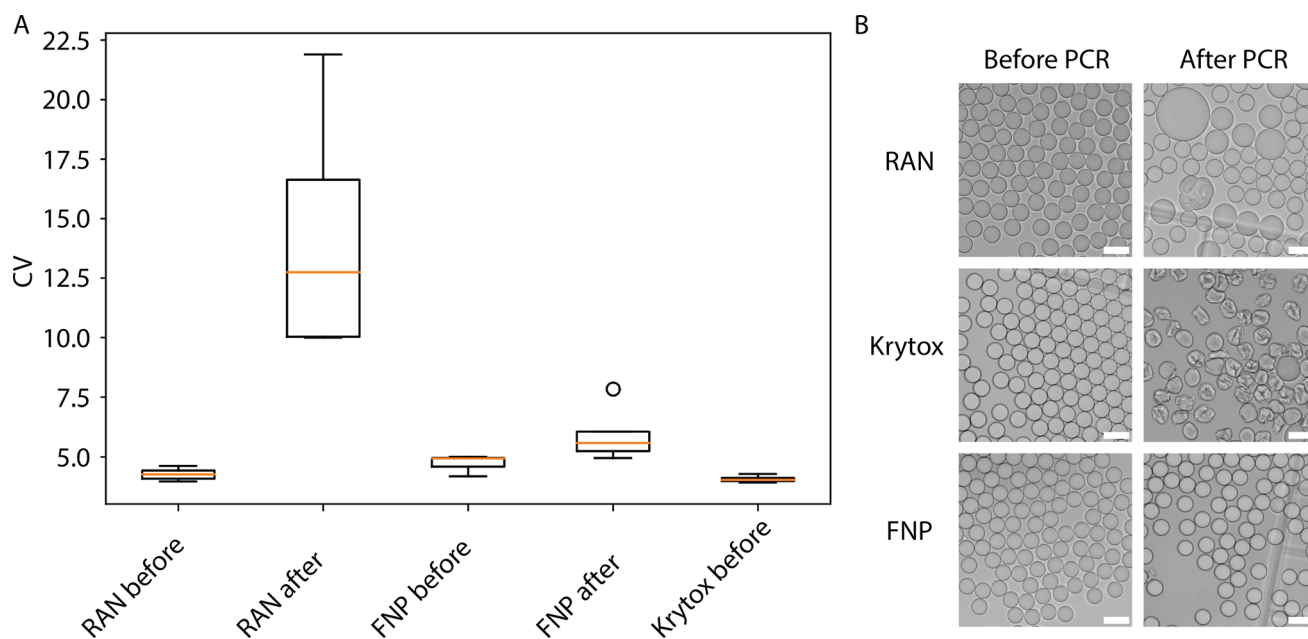 A
22.5
20.0
17.5
15.0
12.5
10.0
7.5
5.0
CV
RAN before
RAN after
FNP before
FNP after
Krytox before
B
Before PCR
After PCR
RAN
Krytox
FNP